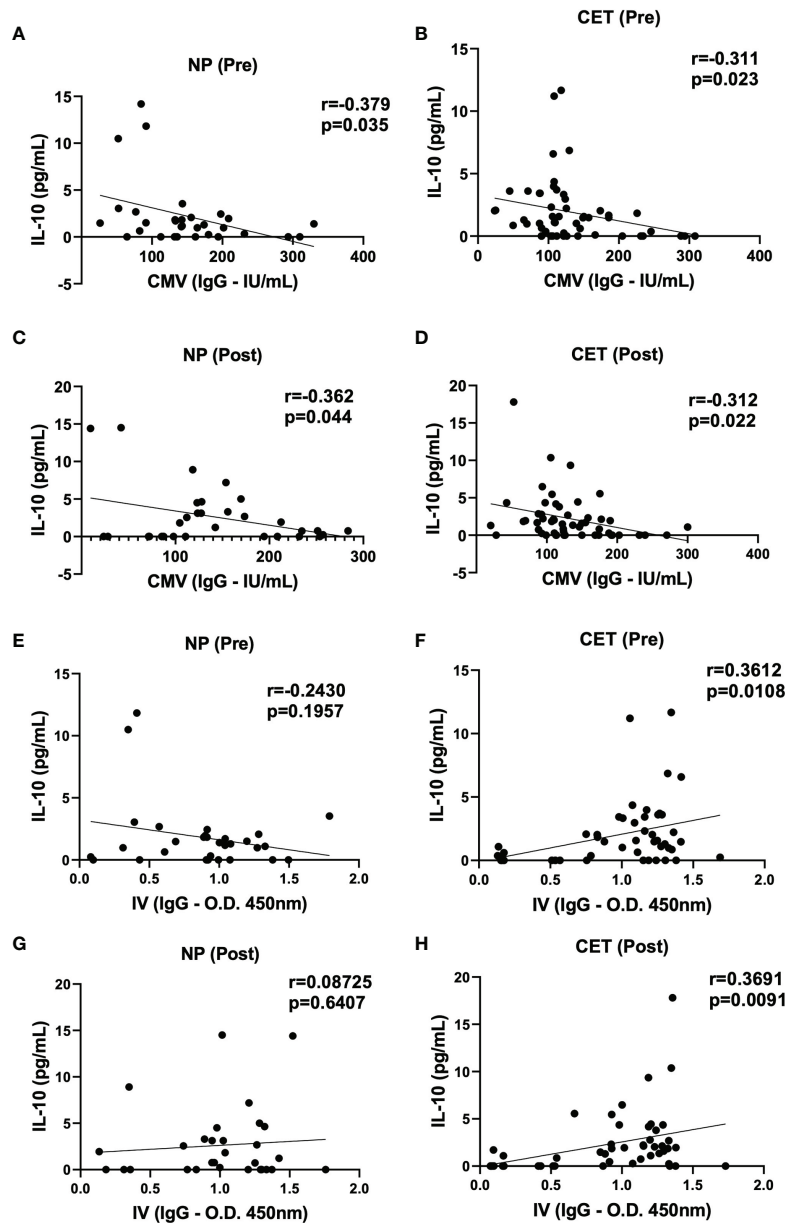 A
NP (Pre)
r=-0.379
p=0.035
15
10
5
0
-5
IL-10 (pg/mL)
100
200
300
400
CMV (IgG - IU/mL)
B
CET (Pre)
r=-0.311
p=0.023
15
10
5
0
IL-10 (pg/mL)
0
100
200
300
400
CMV (IgG - IU/mL)
C
NP (Post)
r=-0.362
p=0.044
20
15
10
5
0
-5
IL-10 (pg/mL)
100
200
300
CMV (IgG - IU/mL)
D
CET (Post)
r=-0.312
p=0.022
20
15
10
5
0
-5
IL-10 (pg/mL)
100
200
300
400
CMV (IgG - IU/mL)
E
NP (Pre)
r=-0.2430
p=0.1957
15
10
5
0
IL-10 (pg/mL)
0.0
0.5
1.0
1.5
2.0
IV (IgG - O.D. 450nm)
F
CET (Pre)
r=0.3612
p=0.0108
15
10
5
0
IL-10 (pg/mL)
0.0
0.5
1.0
1.5
2.0
IV (IgG - O.D. 450nm)
G
NP (Post)
r=0.08725
p=0.6407
20
15
10
5
0
IL-10 (pg/mL)
0.0
0.5
1.0
1.5
2.0
IV (IgG - O.D. 450nm)
H
CET (Post)
r=0.3691
p=0.0091
20
15
10
5
0
IL-10 (pg/mL)
0.0
0.5
1.0
1.5
2.0
IV (IgG - O.D. 450nm)